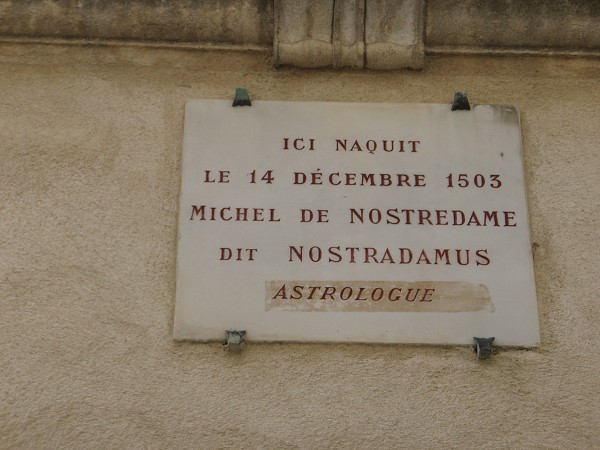 ICI NAQUIT
LE 14 DÉCEMBRE 1503
MICHEL DE NOSTREDAME
DIT NOSTRADAMUS
ASTROLOGUE